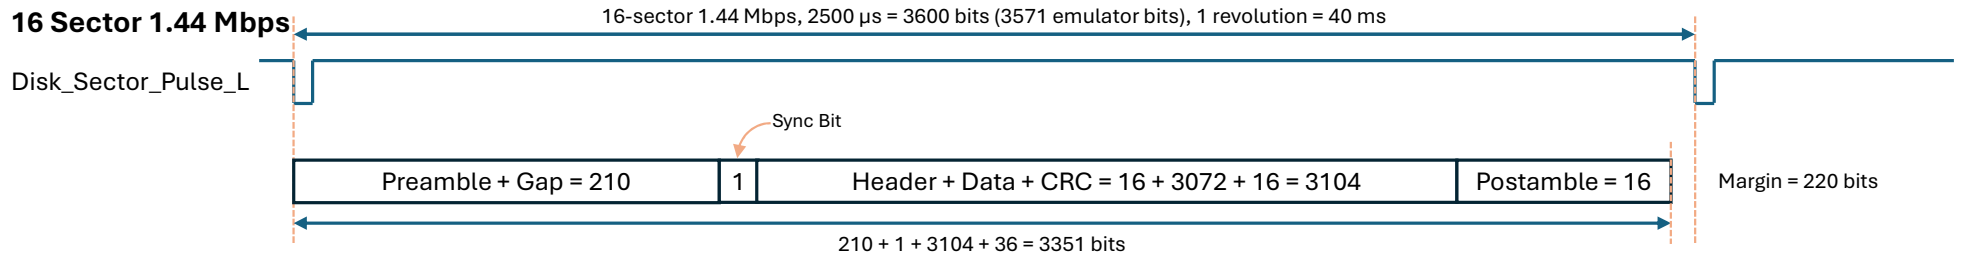 16 Sector 1.44 Mbps
16-sector 1.44 Mbps, 2500 µs = 3600 bits (3571 emulator bits), 1 revolution = 40 ms
Disk_Sector_Pulse_L
Sync Bit
Preamble + Gap = 210
1
Header + Data + CRC = 16 + 3072 + 16 = 3104
Postamble = 16
Margin = 220 bits
210 + 1 + 3104 + 36 = 3351 bits